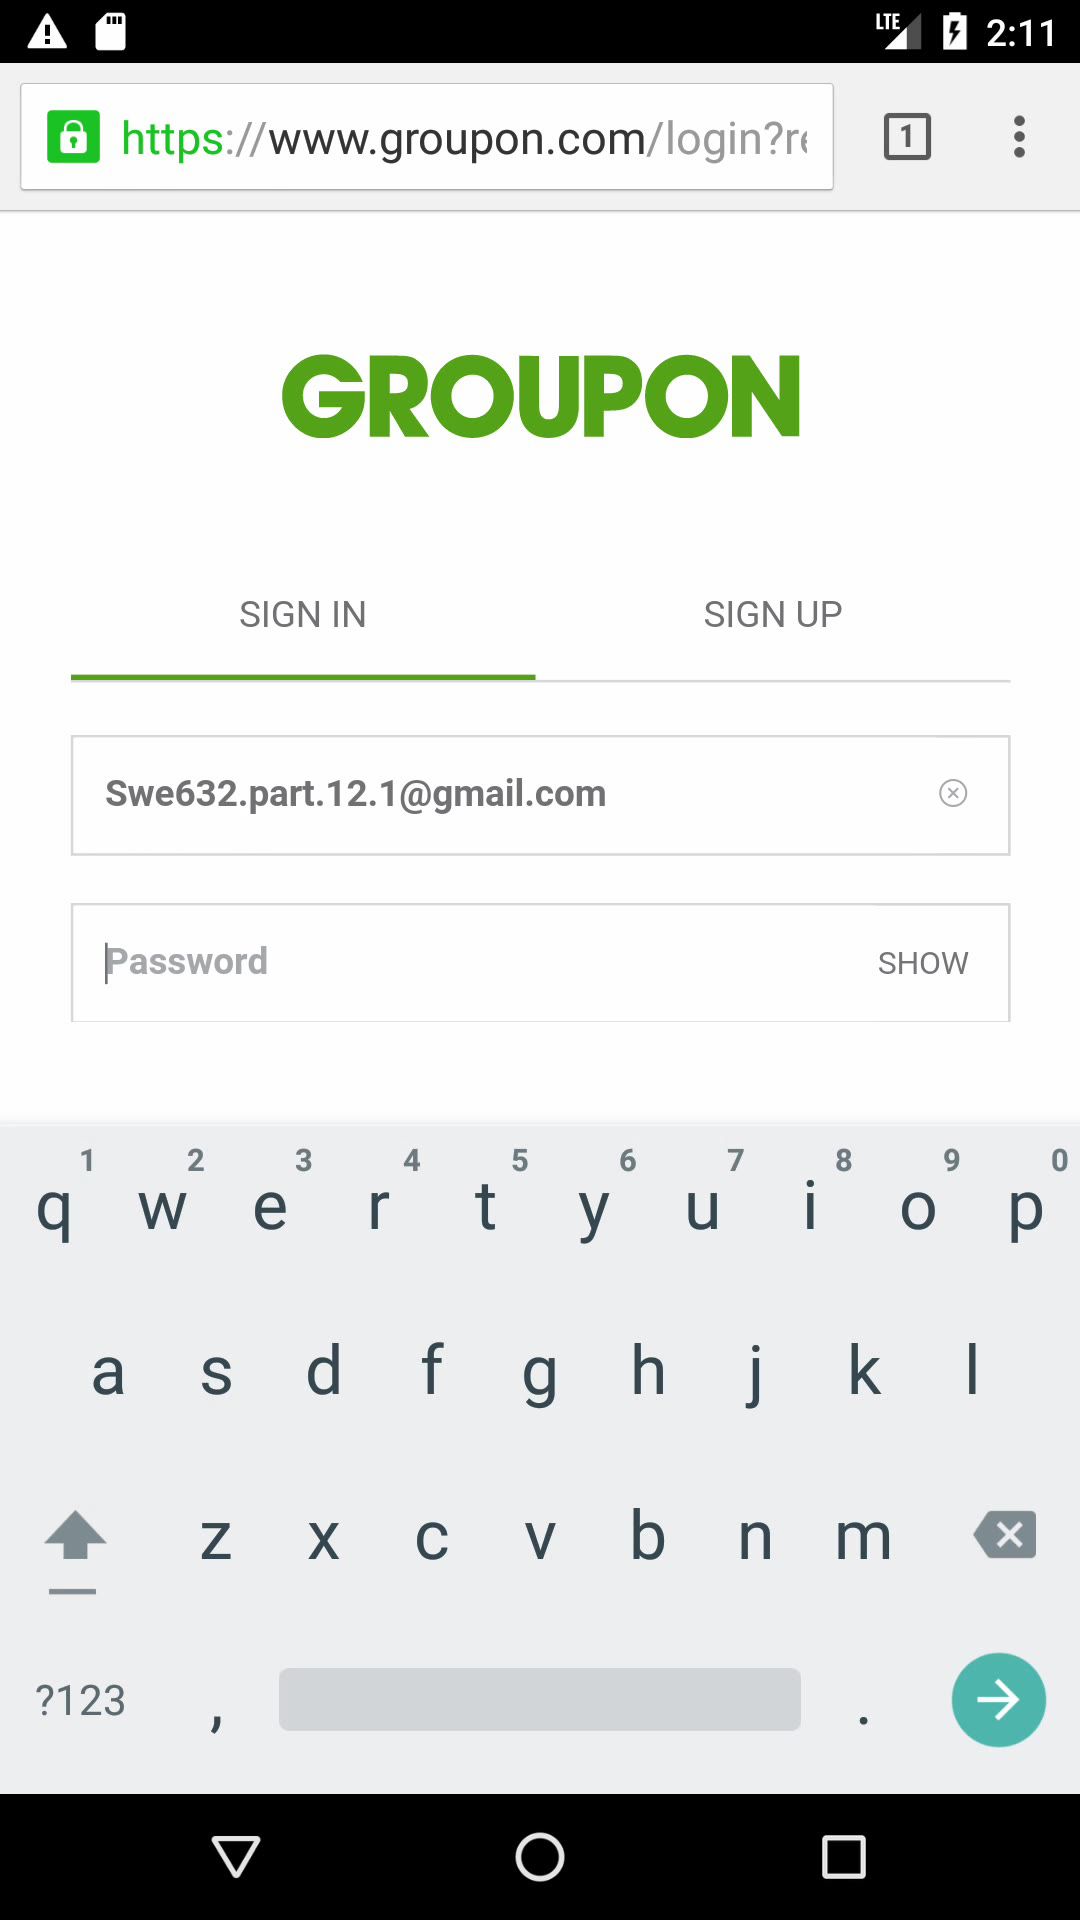 LTE 2:11
https://www.groupon.com/login?re
1
GROUPON
SIGN IN SIGN UP
Swe632.part.12.1@gmail.com
Password SHOW
1 2 3 4 5 6 7 8 9 0
q w e r t y u i o p
a s d f g h j k l
z x c v b n m
?123 , .